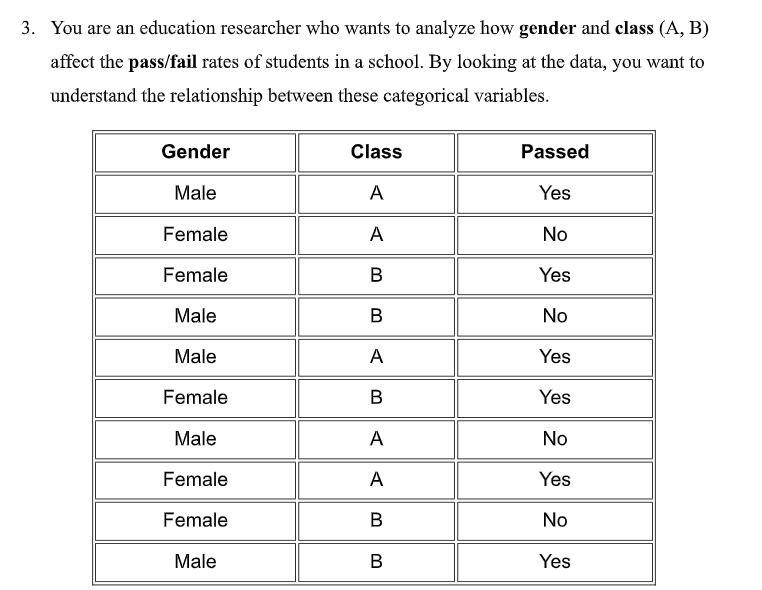 3. You are an education researcher who wants to analyze how gender and class (A, B)
affect the pass/fail rates of students in a school. By looking at the data, you want to
understand the relationship between these categorical variables.
Gender Class Passed
Male A Yes
Female A No
Female B Yes
Male B No
Male A Yes
Female B Yes
Male A No
Female A Yes
Female B No
Male B Yes